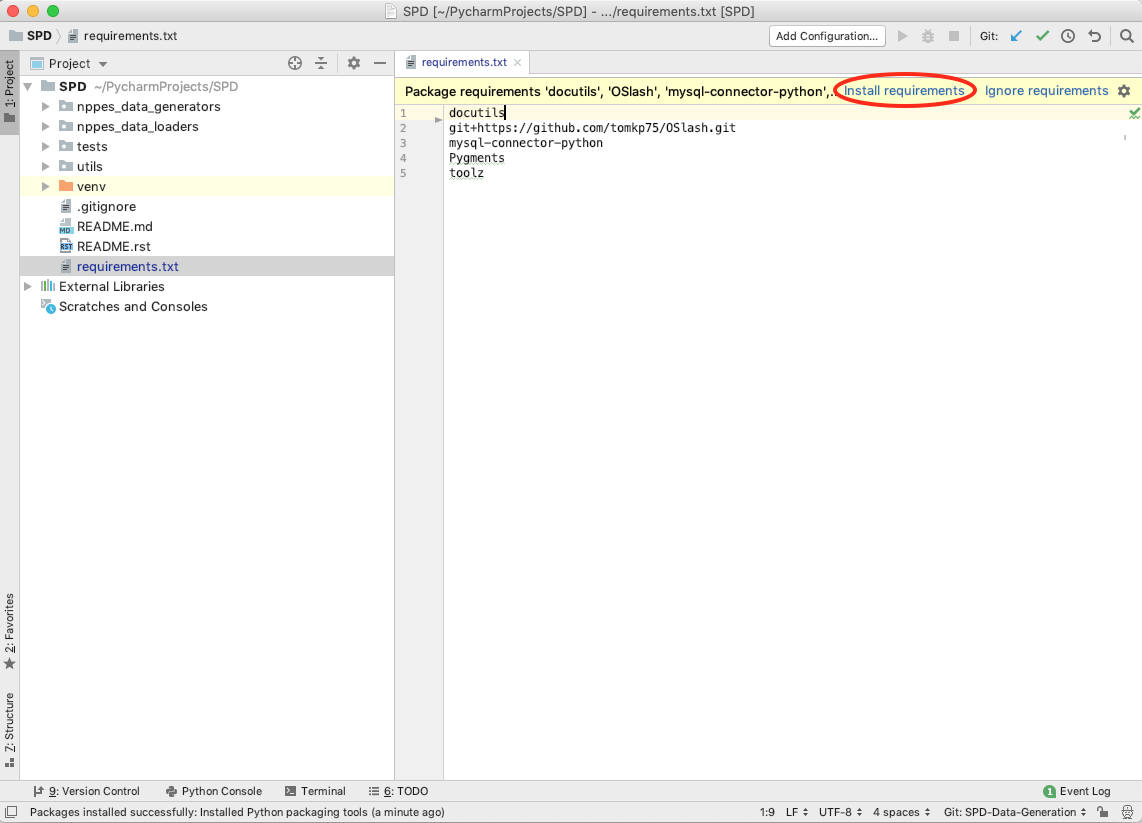 SPD [~/PycharmProjects/SPD] - .../requirements.txt [SPD]
SPD requirements.txt
Add Configuration...
Git:
1: Project
Project
requirements.txt
Package requirements 'docutils', 'OSlash', 'mysql-connector-python',... Install requirements Ignore requirements
SPD ~/PycharmProjects/SPD
nppes_data_generators
nppes_data_loaders
tests
utils
venv
.gitignore
MD README.md
RST README.rst
requirements.txt
External Libraries
Scratches and Consoles
1 docutils
2 git+https://github.com/tomkp75/OSlash.git
3 mysql-connector-python
4 Pygments
5 toolz
2: Favorites
7: Structure
9: Version Control
Python Console
Terminal
6: TODO
1 Event Log
Packages installed successfully: Installed Python packaging tools (a minute ago)
1:9 LF UTF-8 4 spaces Git: SPD-Data-Generation